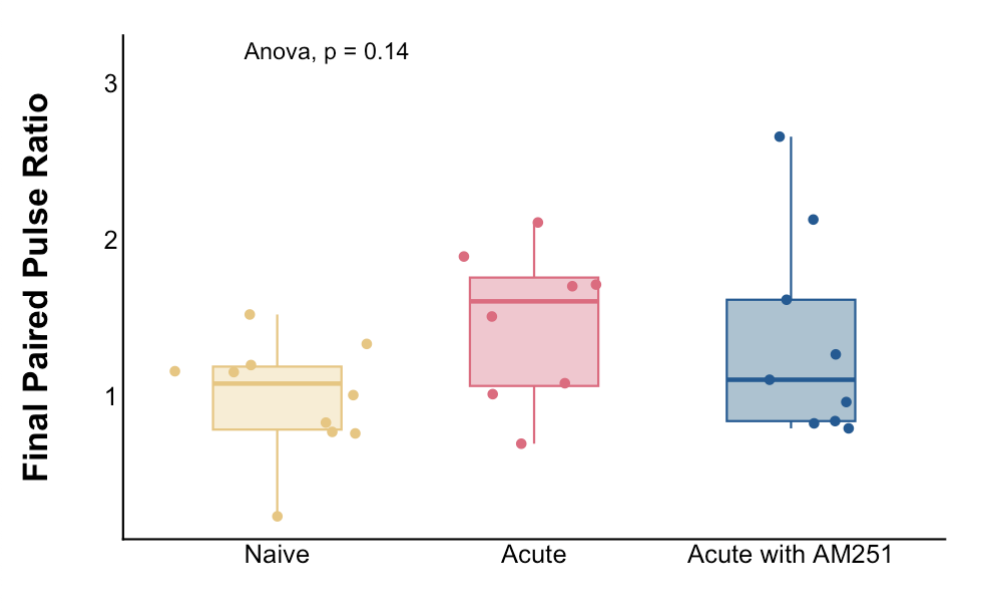 Anova, p = 0.14
Final Paired Pulse Ratio
3
2
1
Naive
Acute
Acute with AM251